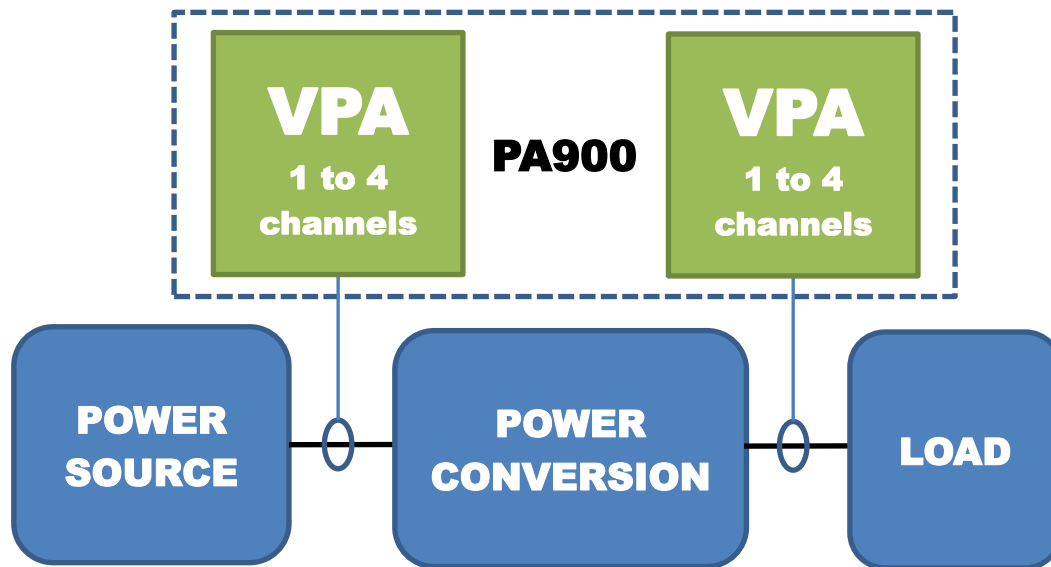 VPA
1 to 4
channels
PA900
VPA
1 to 4
channels
POWER
SOURCE
POWER
CONVERSION
LOAD